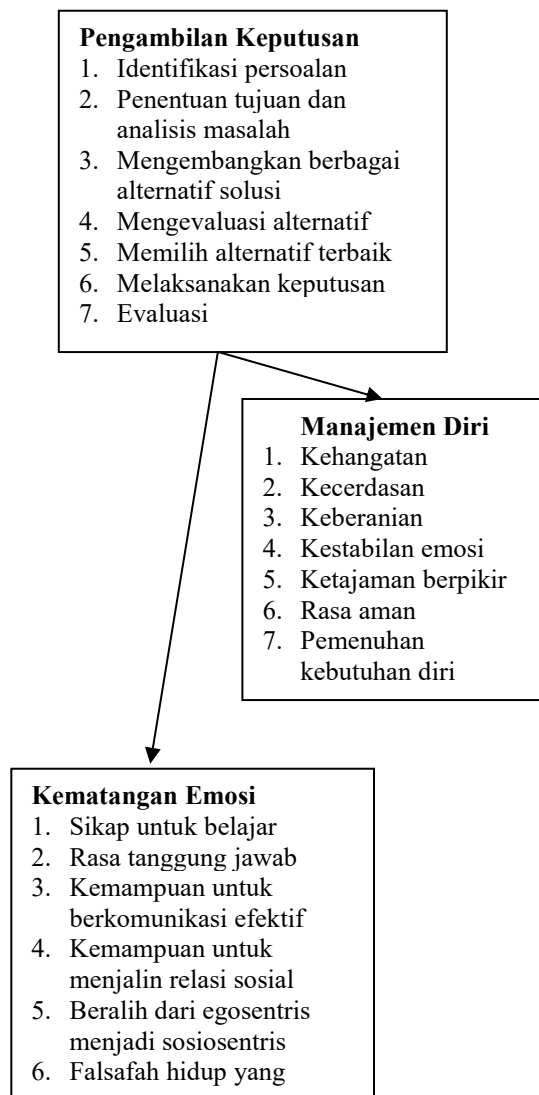 Pengambilan Keputusan
1. Identifikasi persoalan
2. Penentuan tujuan dan
analisis masalah
3. Mengembangkan berbagai
alternatif solusi
4. Mengevaluasi alternatif
5. Memilih alternatif terbaik
6. Melaksanakan keputusan
7. Evaluasi
Manajemen Diri
1. Kehangatan
2. Kecerdasan
3. Keberanian
4. Kestabilan emosi
5. Ketajaman berpikir
6. Rasa aman
7. Pemenuhan
kebutuhan diri
Kematangan Emosi
1. Sikap untuk belajar
2. Rasa tanggung jawab
3. Kemampuan untuk
berkomunikasi efektif
4. Kemampuan untuk
menjalin relasi sosial
5. Beralih dari egosentris
menjadi sosiosentris
6. Falsafah hidup yang